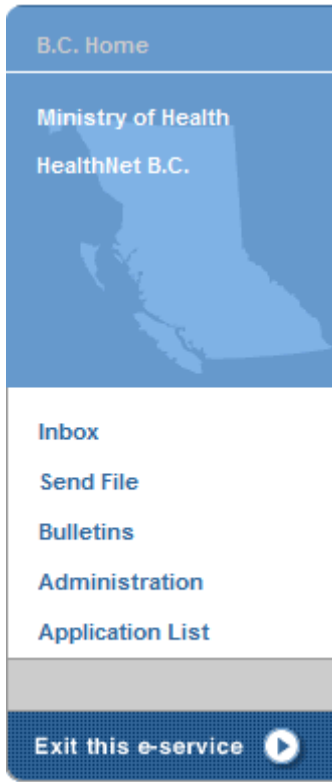 B.C. Home
Ministry of Health
HealthNet B.C.
Inbox
Send File
Bulletins
Administration
Application List
Exit this e-service